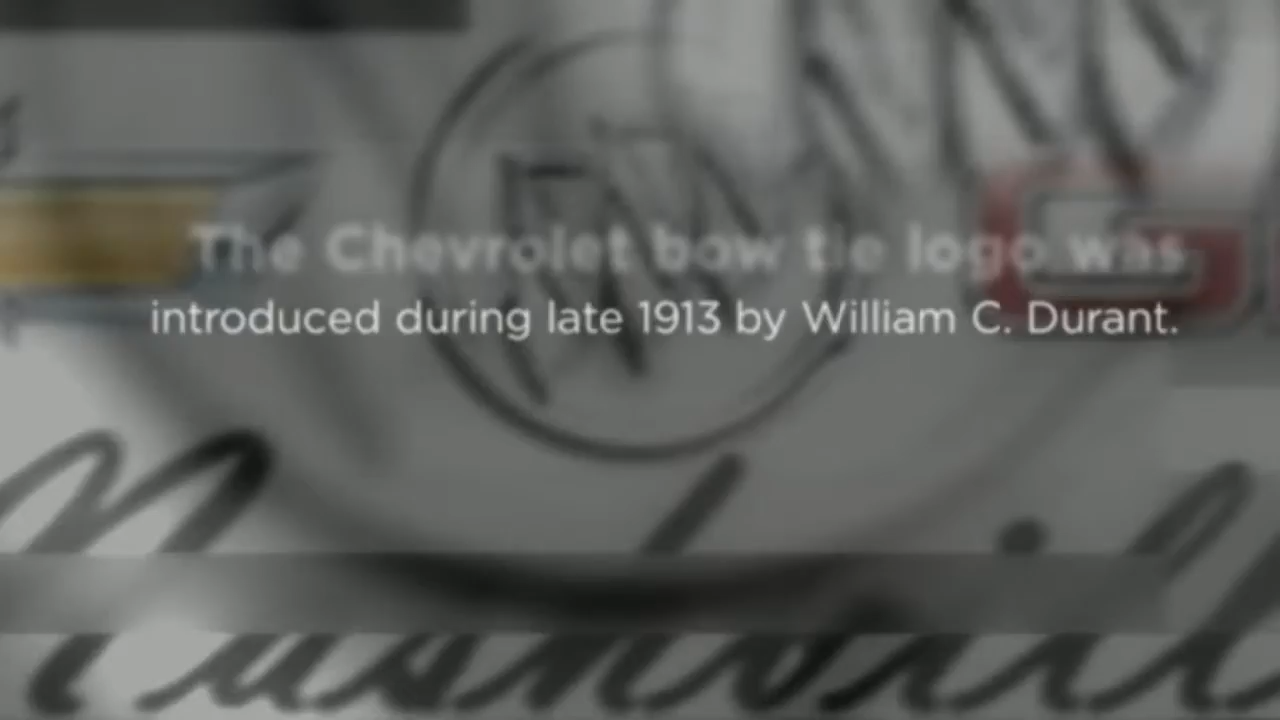 The Chevrolet bow tie logo was
introduced during late 1913 by William C. Durant.
G